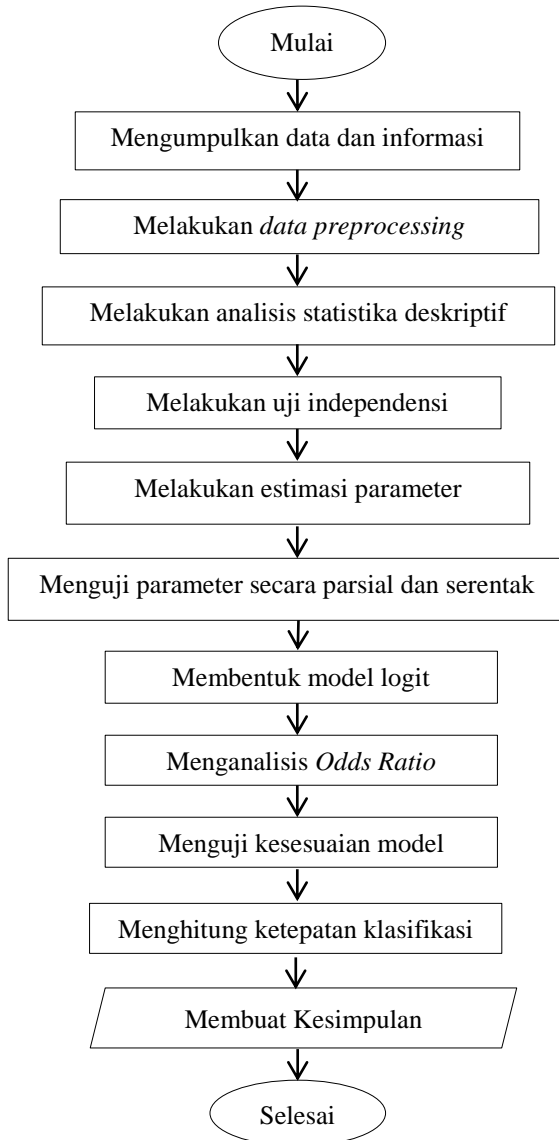 Mulai
Mengumpulkan data dan informasi
Melakukan data preprocessing
Melakukan analisis statistika deskriptif
Melakukan uji independensi
Melakukan estimasi parameter
Menguji parameter secara parsial dan serentak
Membentuk model logit
Menganalisis Odds Ratio
Menguji kesesuaian model
Menghitung ketepatan klasifikasi
Membuat Kesimpulan
Selesai